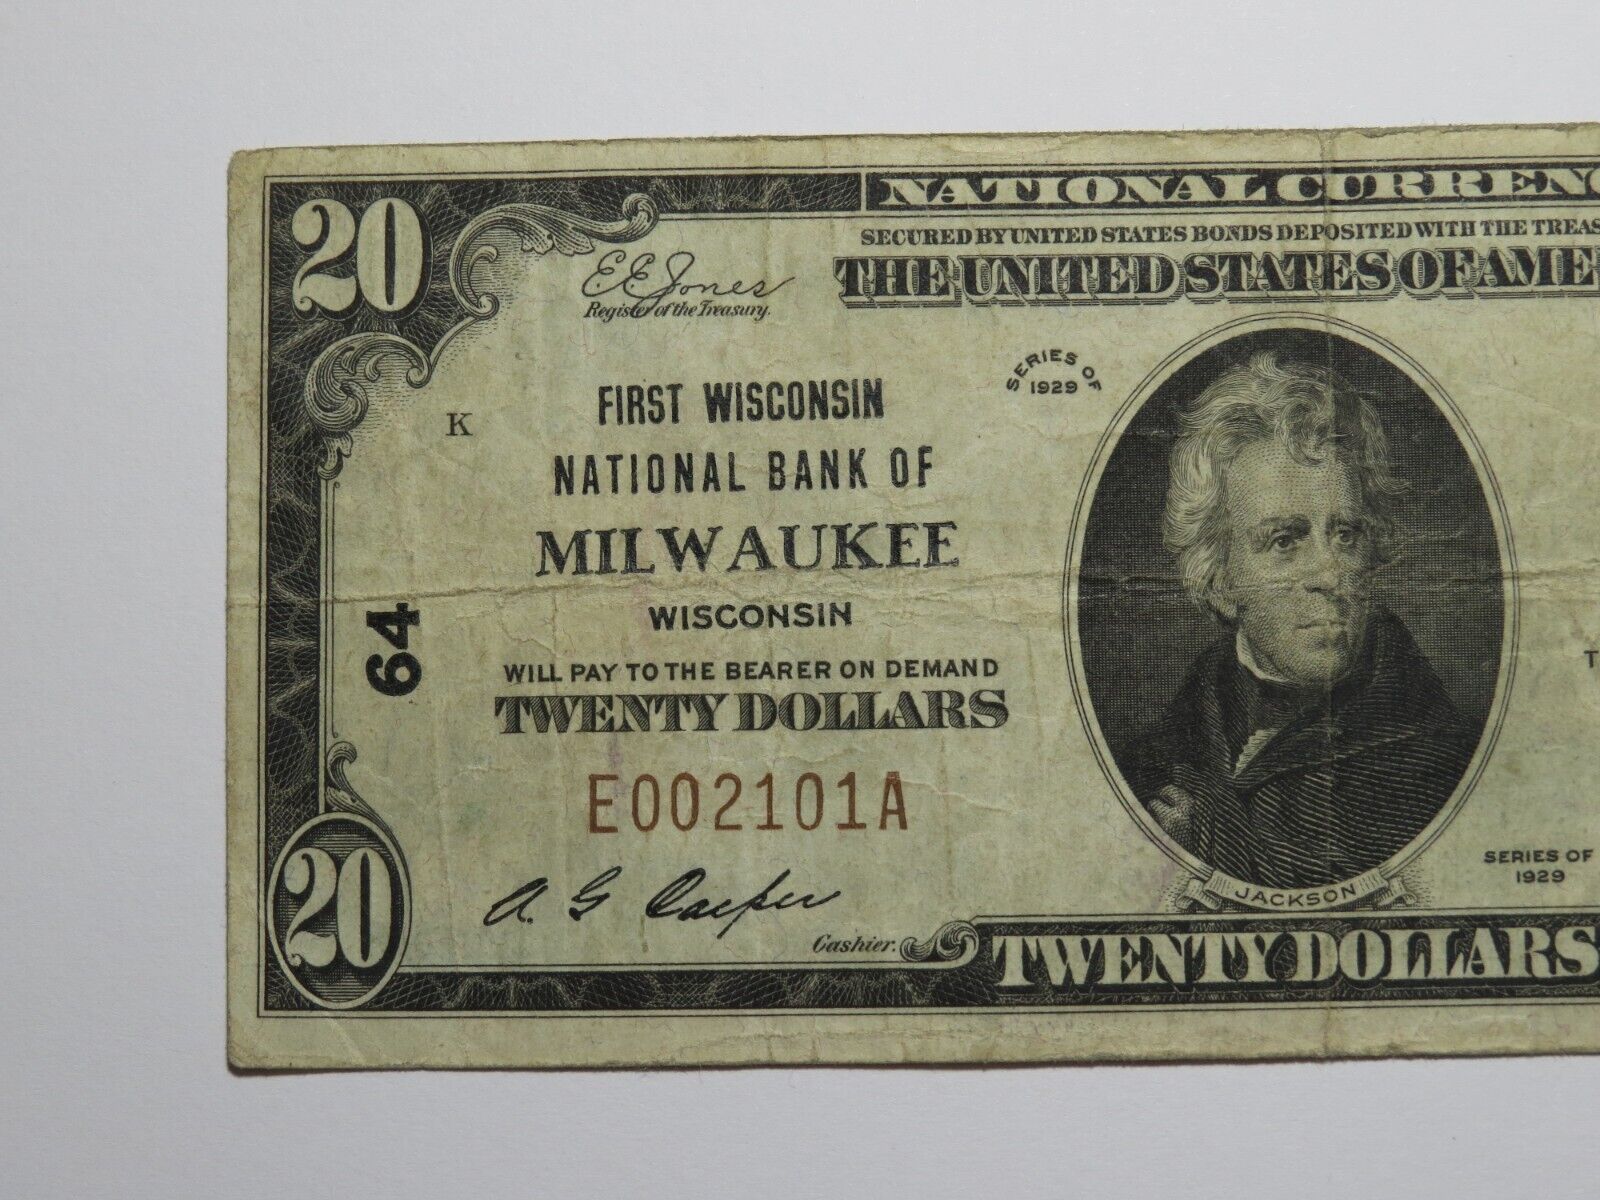 NATIONAL CURRENC
20
SECURED BY UNITED STATES BONDS DEPOSITED WITH THE TREAS
THE UNITED STATES OF AME
E.E. Jones
Register of the Treasury.
SERIES OF
1929
K
FIRST WISCONSIN
NATIONAL BANK OF
MILWAUKEE
WISCONSIN
64
WILL PAY TO THE BEARER ON DEMAND
T
TWENTY DOLLARS
E002101A
SERIES OF
1929
20
JACKSON
A. G. Casper
Cashier.
TWENTY DOLLARS